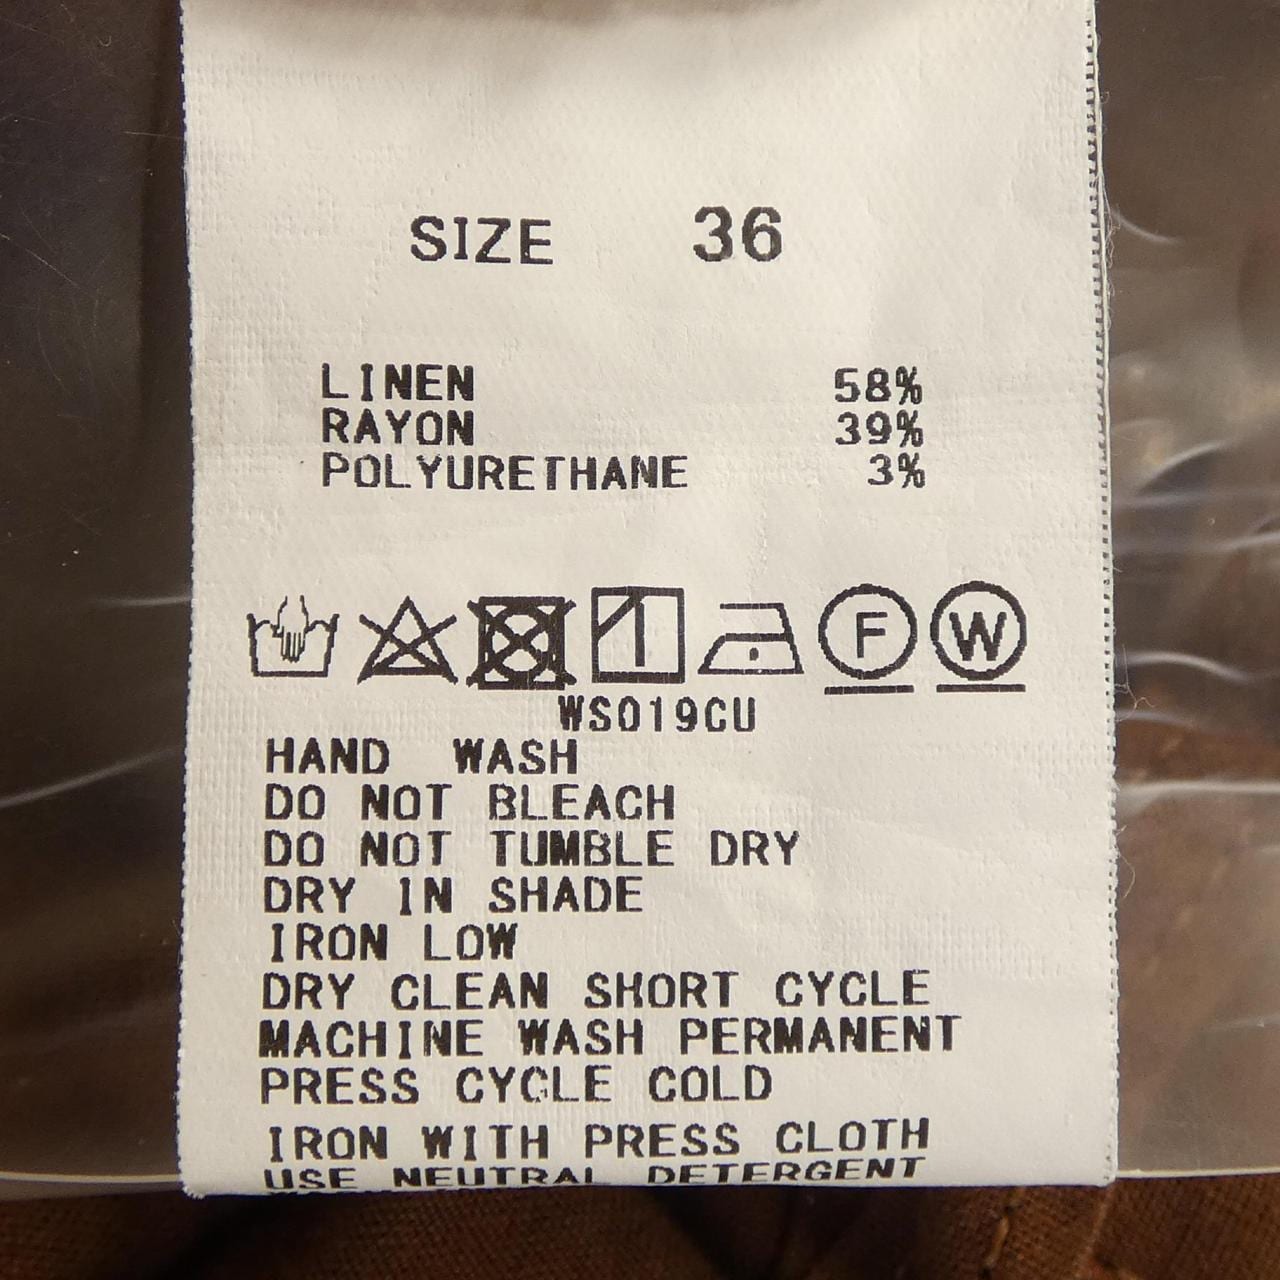 SIZE 36
LINEN 58%
RAYON 39%
POLYURETHANE 3%
F W
WS019CU
HAND WASH
DO NOT BLEACH
DO NOT TUMBLE DRY
DRY IN SHADE
IRON LOW
DRY CLEAN SHORT CYCLE
MACHINE WASH PERMANENT
PRESS CYCLE COLD
IRON WITH PRESS CLOTH
USE NEUTRAL DETERGENT